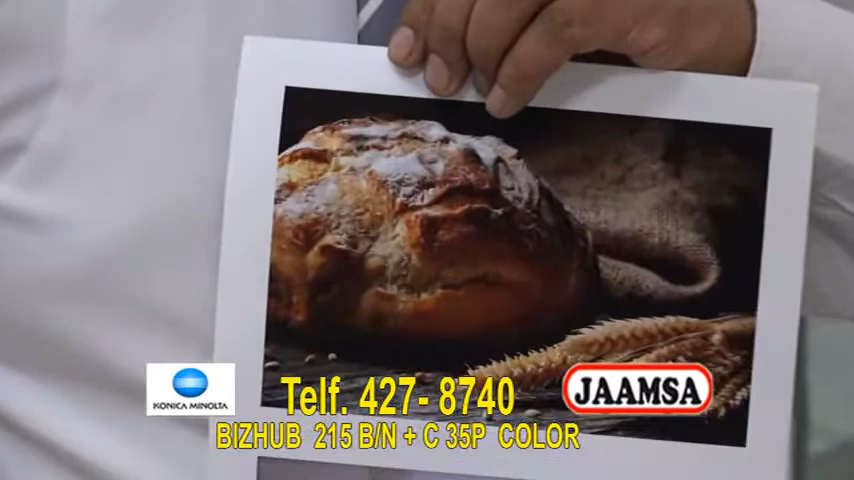 KONICA MINOLTA
Telf. 427- 8740
JAAMSA
BIZHUB 215 B/N + C 35P COLOR